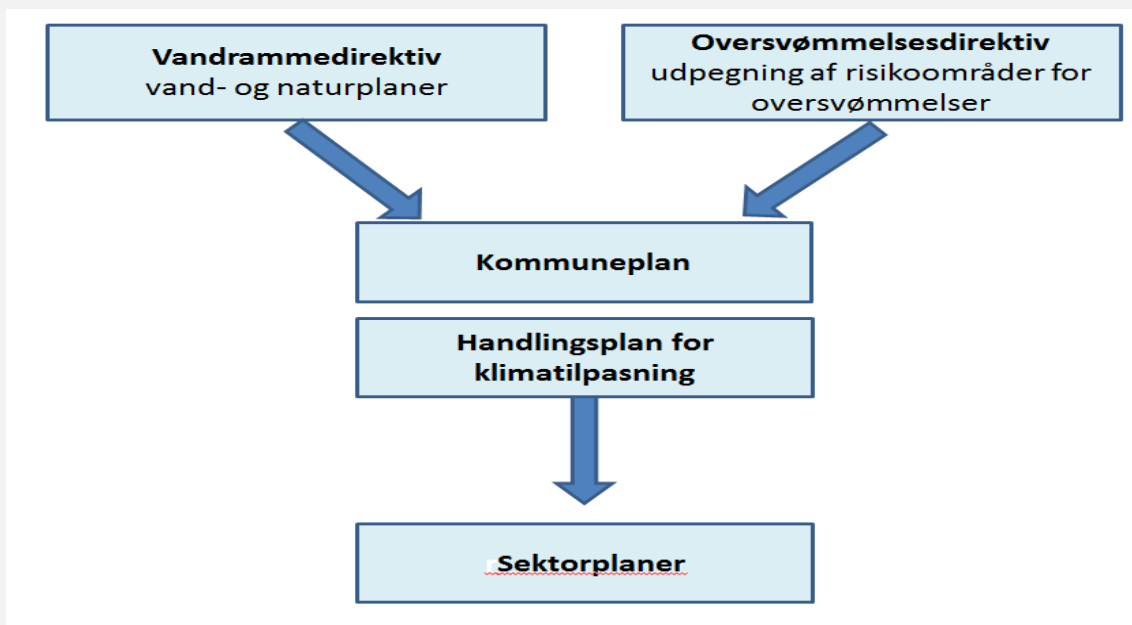 Vandrammedirektiv
vand- og naturplaner
Oversvømmelsesdirektiv
udpegning af risikoområder for
oversvømmelser
Kommuneplan
Handlingsplan for
klimatilpasning
Sektorplaner